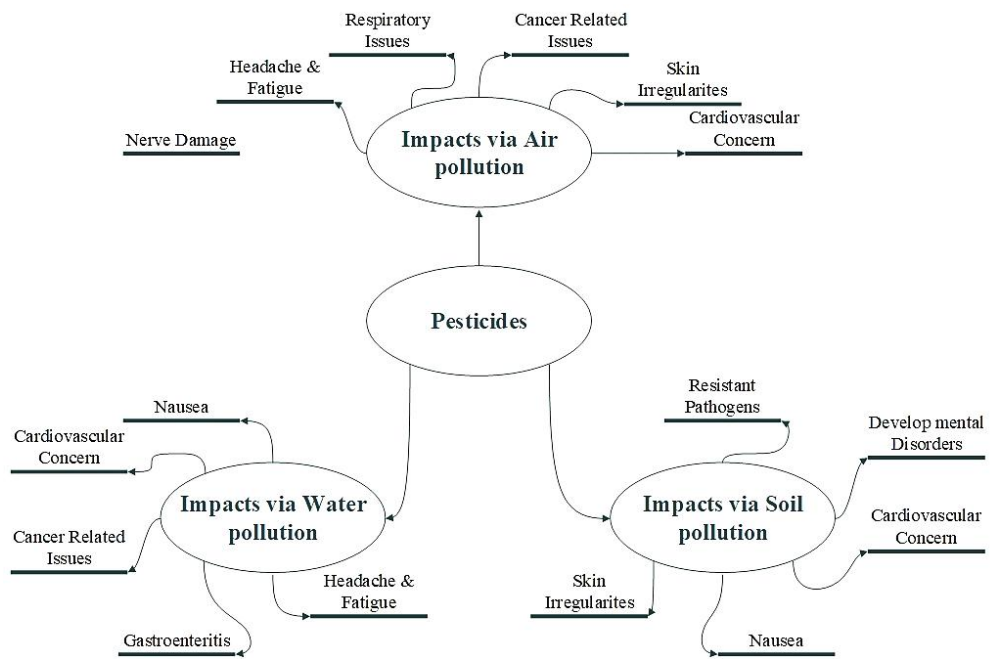 Respiratory
Issues
Cancer Related
Issues
Headache &
Fatigue
Skin
Irregularites
Nerve Damage
Impacts via Air
pollution
Cardiovascular
Concern
Pesticides
Nausea
Resistant
Pathogens
Cardiovascular
Concern
Develop mental
Disorders
Impacts via Water
pollution
Impacts via Soil
pollution
Cancer Related
Issues
Cardiovascular
Concern
Headache &
Fatigue
Skin
Irregularites
Gastroenteritis
Nausea